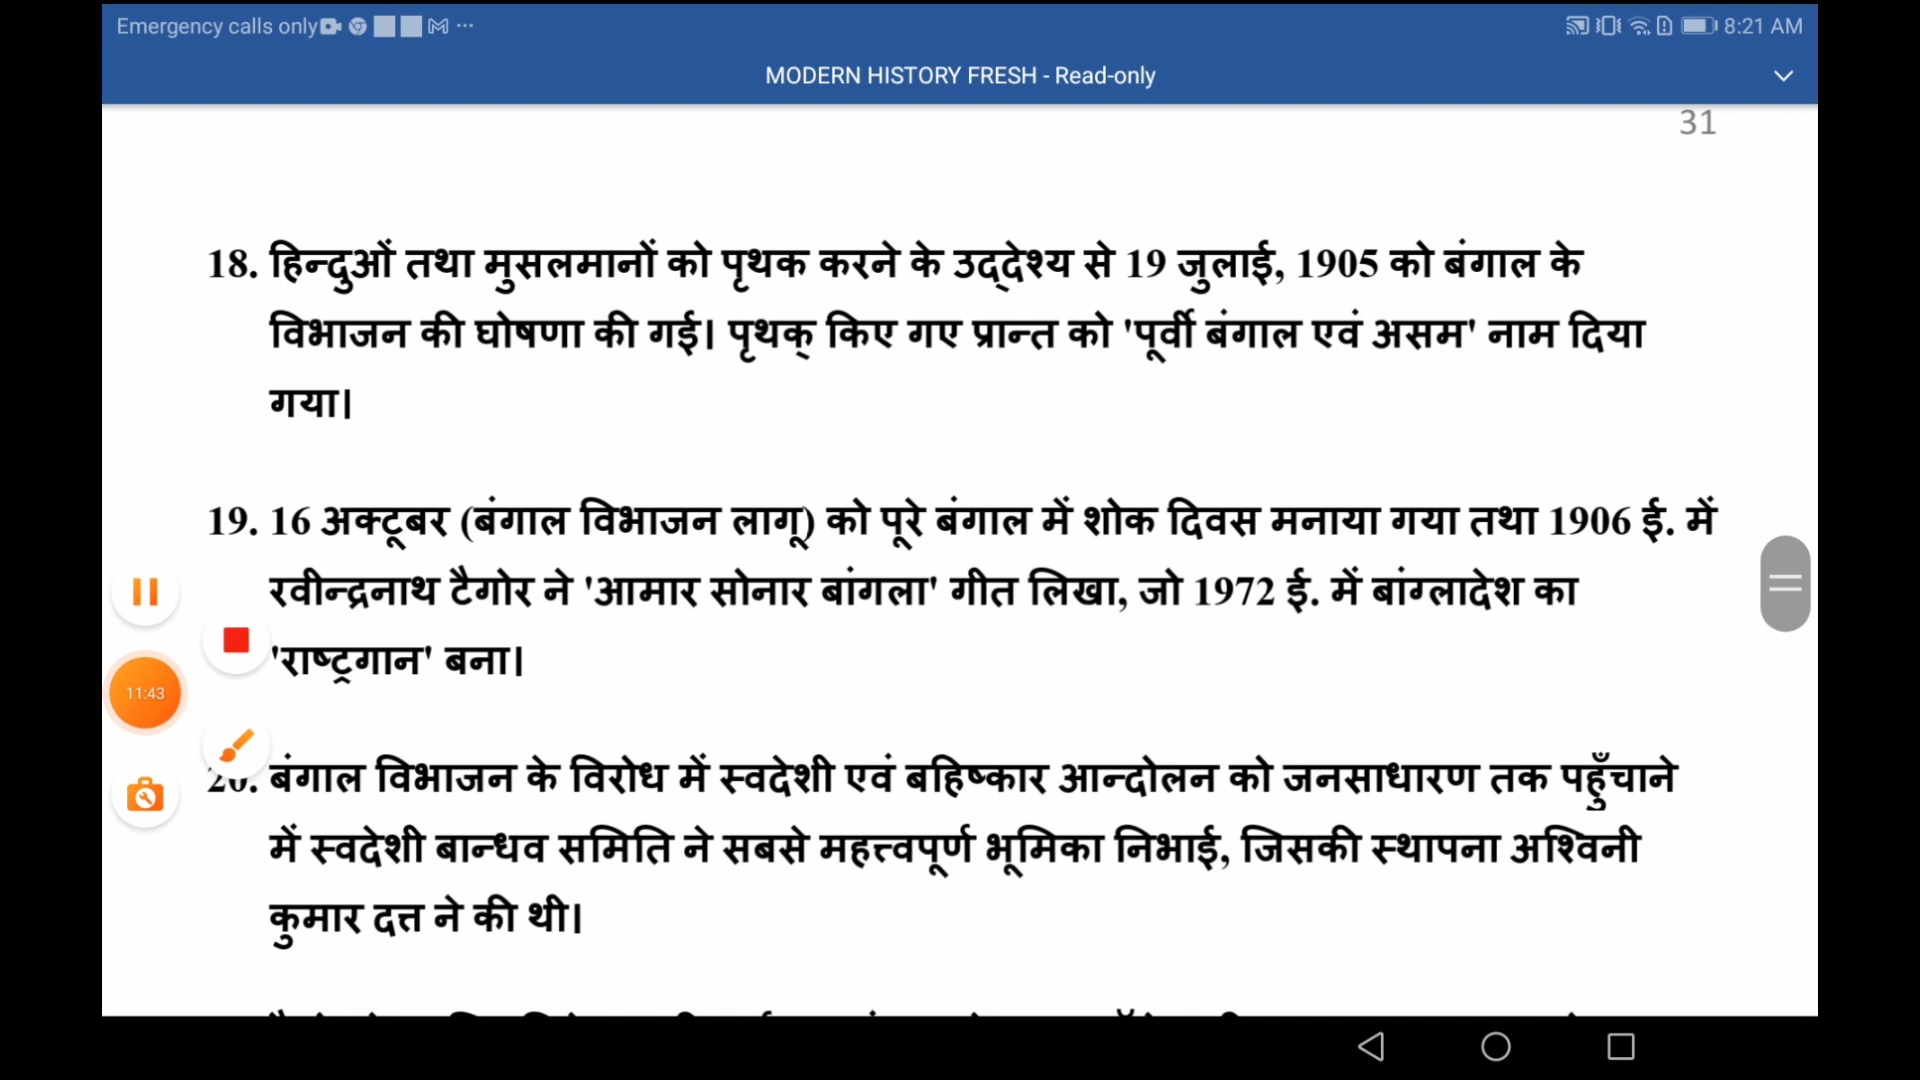 Emergency calls only
8:21 AM
MODERN HISTORY FRESH - Read-only
31
18. हिन्दुओं तथा मुसलमानों को पृथक करने के उद्देश्य से 19 जुलाई, 1905 को बंगाल के
विभाजन की घोषणा की गई। पृथक् किए गए प्रान्त को 'पूर्वी बंगाल एवं असम' नाम दिया
गया।
19. 16 अक्टूबर (बंगाल विभाजन लागू) को पूरे बंगाल में शोक दिवस मनाया गया तथा 1906 ई. में
रवीन्द्रनाथ टैगोर ने 'आमार सोनार बांगला' गीत लिखा, जो 1972 ई. में बांग्लादेश का
'राष्ट्रगान' बना।
11:43
20. बंगाल विभाजन के विरोध में स्वदेशी एवं बहिष्कार आन्दोलन को जनसाधारण तक पहुँचाने
में स्वदेशी बान्धव समिति ने सबसे महत्त्वपूर्ण भूमिका निभाई, जिसकी स्थापना अश्विनी
कुमार दत्त ने की थी।